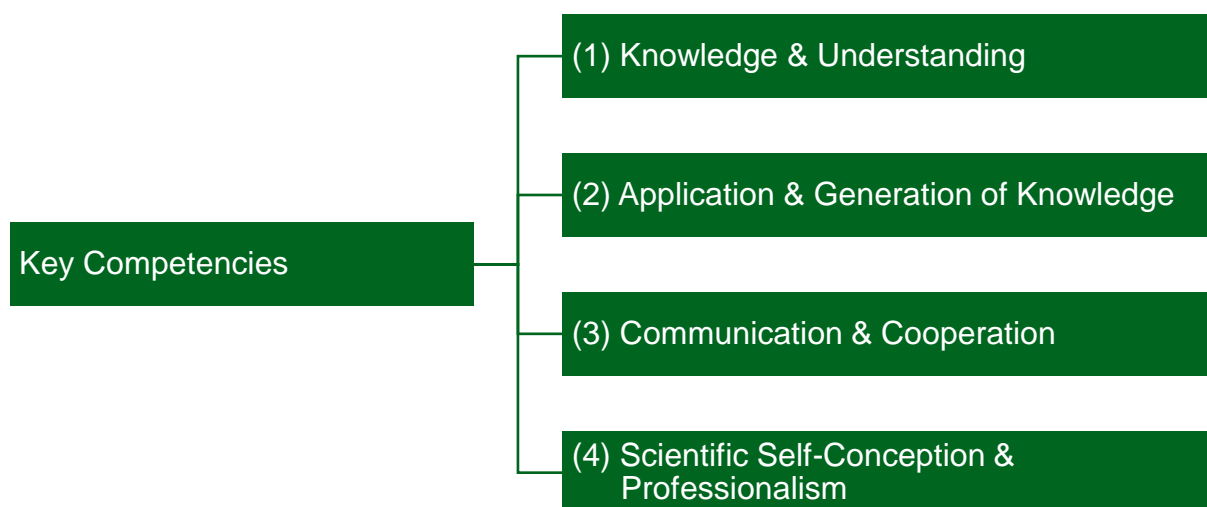 Key Competencies
(1) Knowledge & Understanding
(2) Application & Generation of Knowledge
(3) Communication & Cooperation
(4) Scientific Self-Conception &
Professionalism